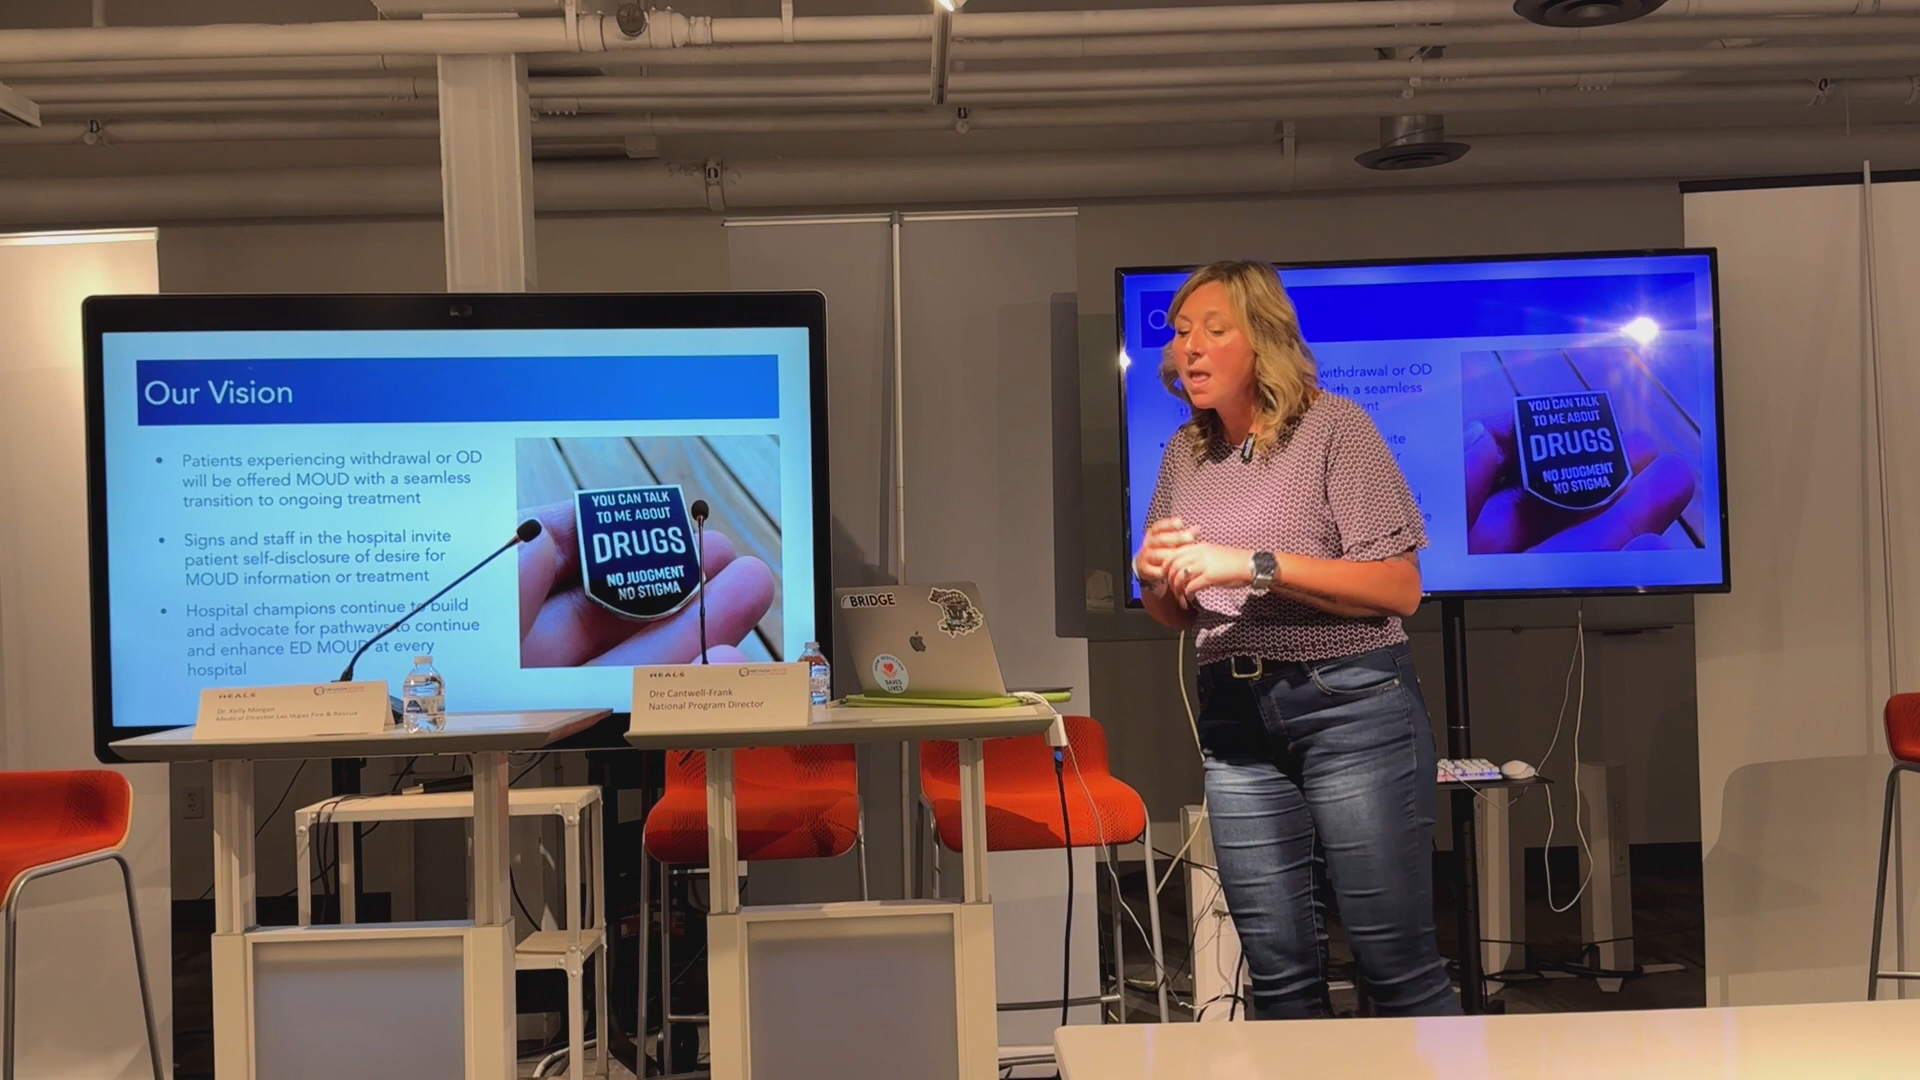 Our Vision
• Patients experiencing withdrawal or OD
will be offered MOUD with a seamless
transition to ongoing treatment
• Signs and staff in the hospital invite
patient self-disclosure of desire for
MOUD information or treatment
• Hospital champions continue to build
and advocate for pathways to continue
and enhance ED MOUD at every
hospital
YOU CAN TALK
TO ME ABOUT
DRUGS
NO JUDGMENT
NO STIGMA
HEALS
Dr. Kelly Morgan
Medical Director Las Vegas Fire & Rescue
HEALS
Dre Cantwell-Frank
National Program Director
BRIDGE
SAVES
LIVES
withdrawal or OD
with a seamless
YOU CAN TALK
TO ME ABOUT
DRUGS
NO JUDGMENT
NO STIGMA